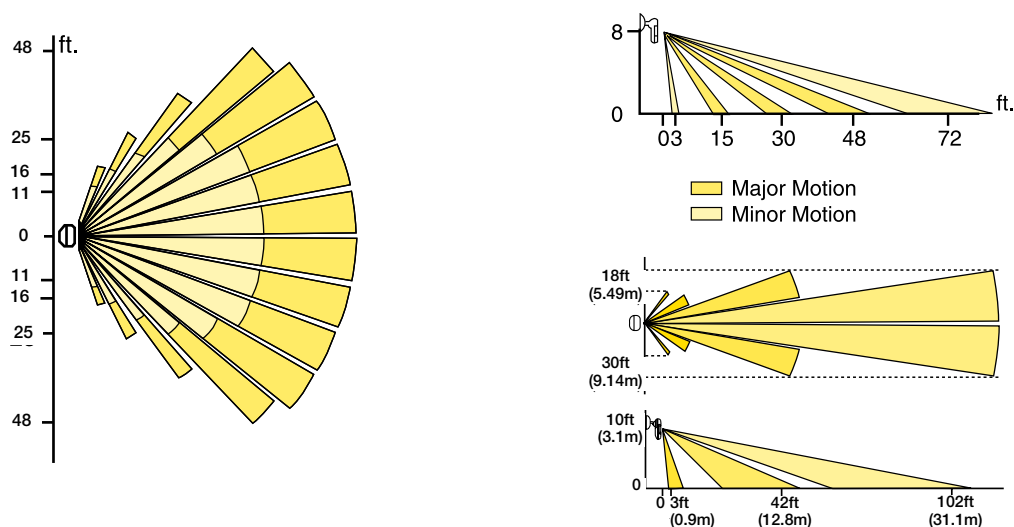 48
ft.
25
16
11
0
11
16
25
48
8
0
ft.
03 15 30 48 72
Major Motion
Minor Motion
18ft
(5.49m)
30ft
(9.14m)
10ft
(3.1m)
0
0 3ft 42ft 102ft
(0.9m) (12.8m) (31.1m)